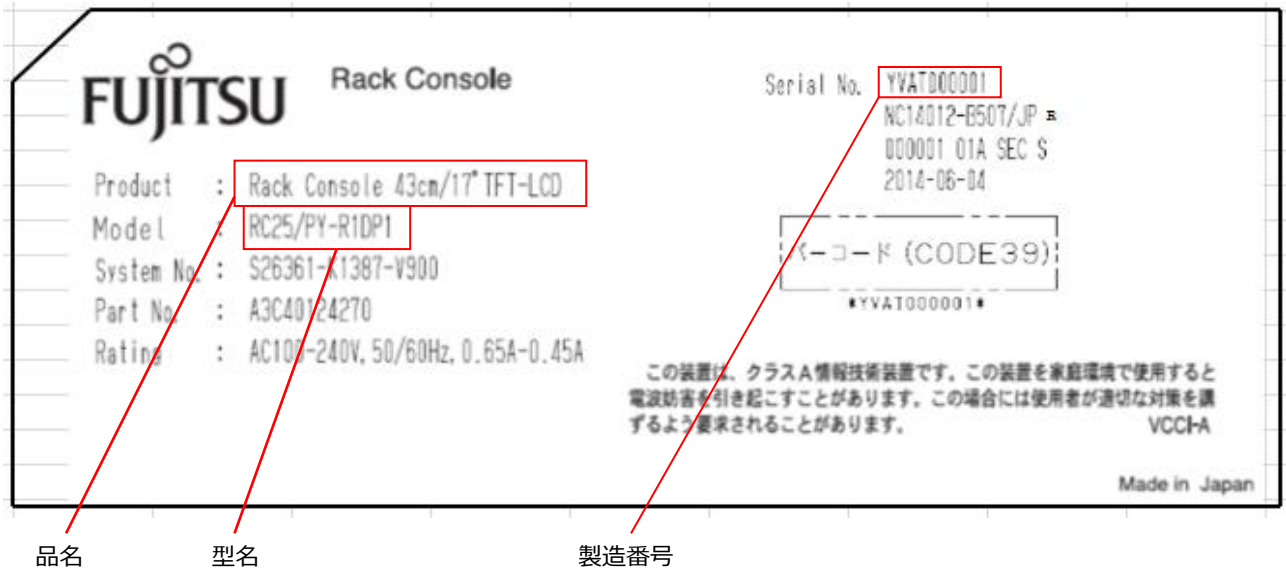 FUJITSU
Rack Console
Serial No. YVAT000001
NC14012-B507/JP R
000001 01A SEC S
2014-06-04
Product : Rack Console 43cm/17" TFT-LCD
Model : RC25/PY-R1DP1
System No. : S26361-K1387-V900
Part No. : A3C40124270
Rating : AC100-240V, 50/60Hz, 0.65A-0.45A
バーコード (CODE39)
*YVAT000001*
この装置は、クラスA情報技術装置です。この装置を家庭環境で使用すると
電波妨害を引き起こすことがあります。この場合には使用者が適切な対策を講
ずるよう要求されることがあります。 VCCI-A
Made in Japan
品名
型名
製造番号